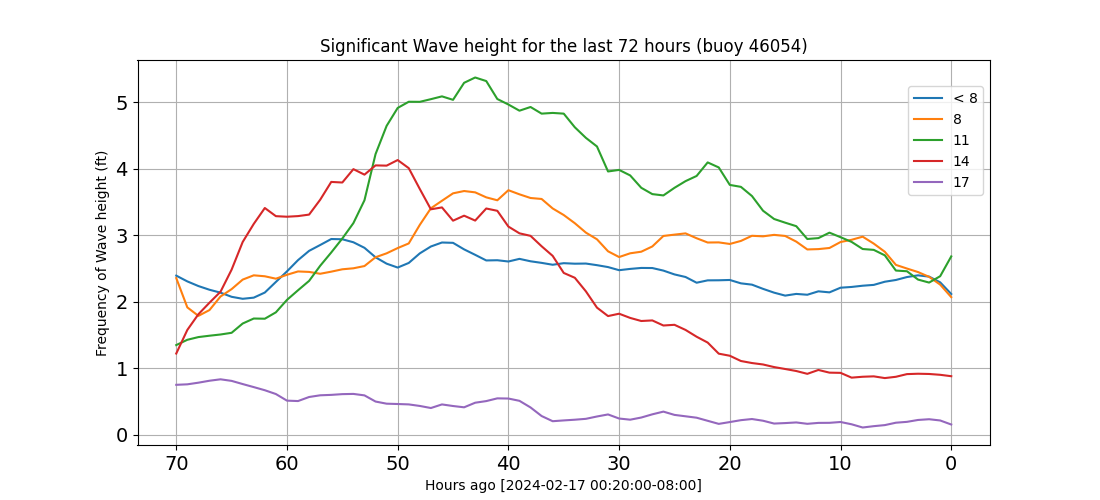 Significant Wave height for the last 72 hours (buoy 46054)
Frequency of Wave height (ft)
5
4
3
2
1
0
< 8
8
11
14
17
70 60 50 40 30 20 10 0
Hours ago [2024-02-17 00:20:00-08:00]